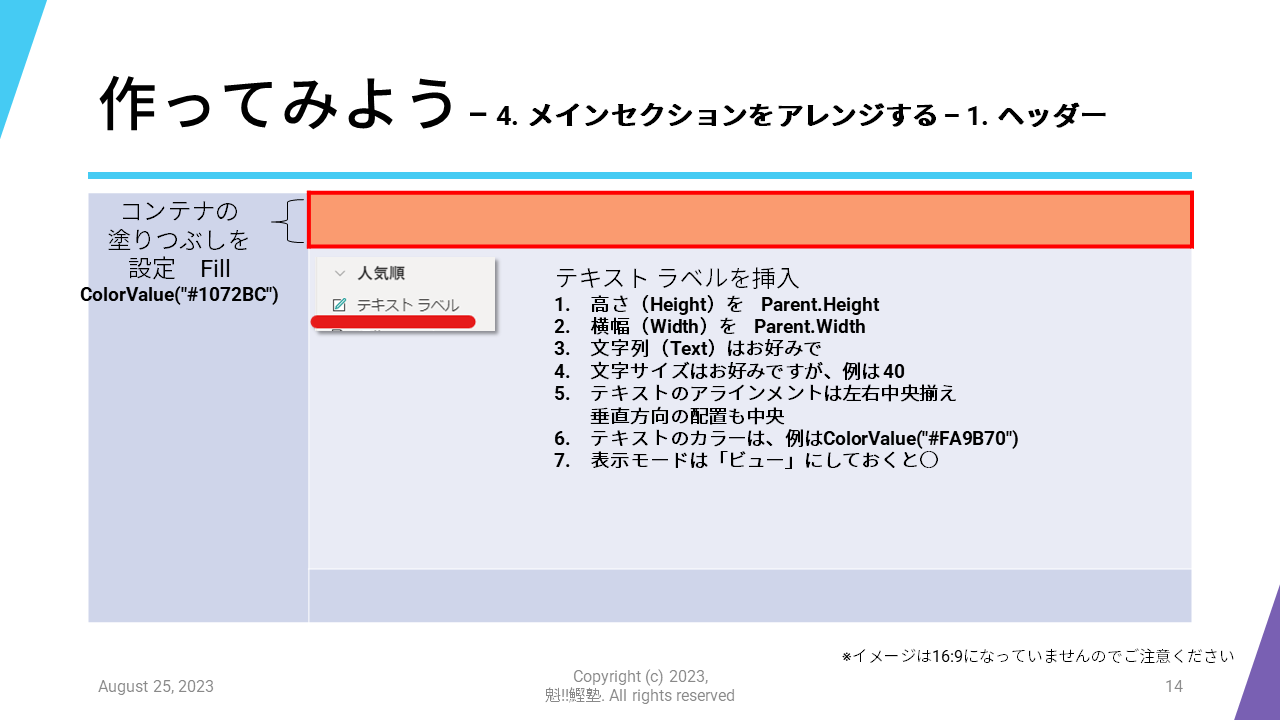 作ってみよう – 4. メインセクションをアレンジする – 1. ヘッダー
コンテナの
塗りつぶしを
設定　Fill
ColorValue("#1072BC")
人気順
テキスト ラベル
テキスト ラベルを挿入
1. 高さ（Height）を　Parent.Height
2. 横幅（Width）を　Parent.Width
3. 文字列（Text）はお好みで
4. 文字サイズはお好みですが、例は40
5. テキストのアラインメントは左右中央揃え
垂直方向の配置も中央
6. テキストのカラーは、例はColorValue("#FA9B70")
7. 表示モードは「ビュー」にしておくと〇
※イメージは16:9になっていませんのでご注意ください
August 25, 2023
Copyright (c) 2023,
魁!!鰹塾. All rights reserved
14